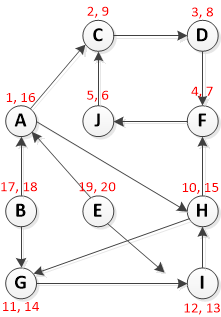 2, 9
3, 8
C
D
1, 16
5, 6
4, 7
A
J
F
17, 18
19, 20
10, 15
B
E
H
G
I
11, 14
12, 13